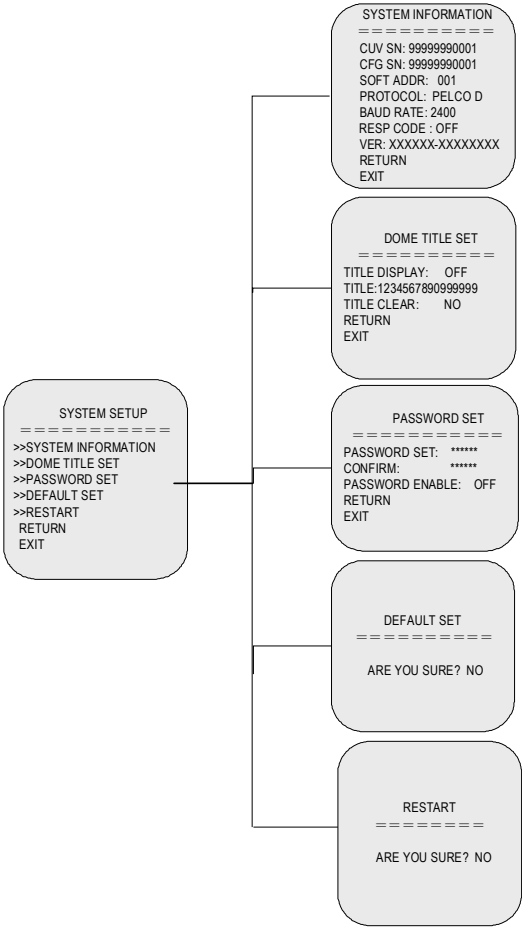 SYSTEM SETUP
==========
>>SYSTEM INFORMATION
>>DOME TITLE SET
>>PASSWORD SET
>>DEFAULT SET
>>RESTART
RETURN
EXIT
SYSTEM INFORMATION
==========
CUV SN: 99999990001
CFG SN: 99999990001
SOFT ADDR: 001
PROTOCOL: PELCO D
BAUD RATE: 2400
RESP CODE : OFF
VER: XXXXXX-XXXXXXXX
RETURN
EXIT
DOME TITLE SET
==========
TITLE DISPLAY: OFF
TITLE:1234567890999999
TITLE CLEAR: NO
RETURN
EXIT
PASSWORD SET
===========
PASSWORD SET: ******
CONFIRM: ******
PASSWORD ENABLE: OFF
RETURN
EXIT
DEFAULT SET
==========
ARE YOU SURE? NO
RESTART
========
ARE YOU SURE? NO